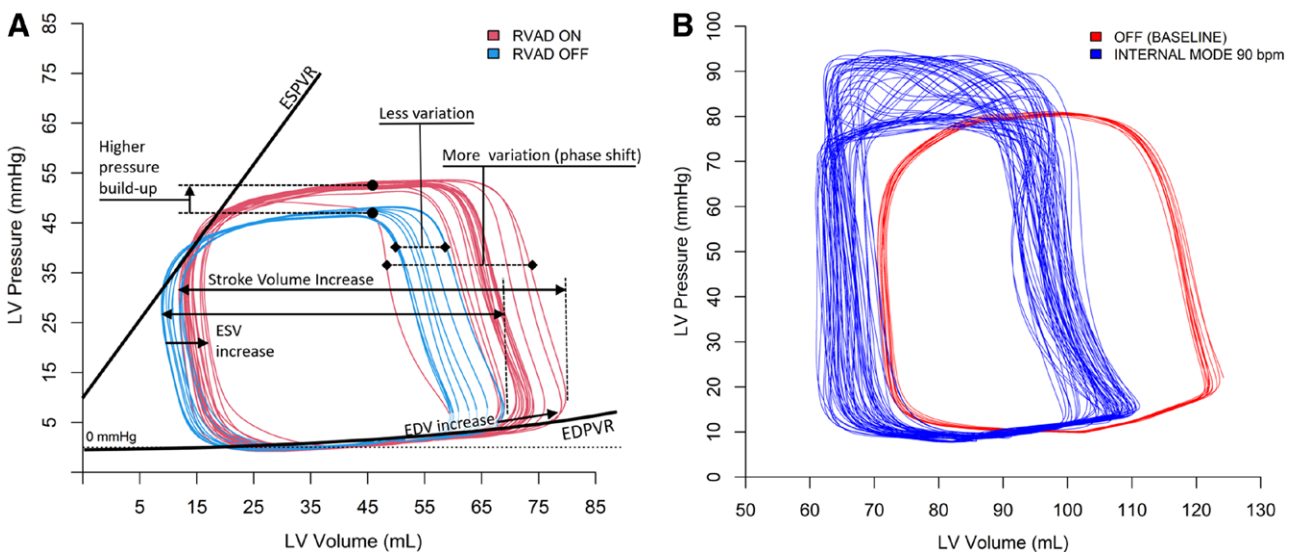 A
LV Pressure (mmHg)
85
75
65
55
45
35
25
15
5
RVAD ON
RVAD OFF
ESPVR
Less variation
More variation (phase shift)
Higher
pressure
build-up
Stroke Volume Increase
ESV
increase
EDV increase
EDPVR
0 mmHg
5 15 25 35 45 55 65 75 85
LV Volume (mL)
B
LV Pressure (mmHg)
100
90
80
70
60
50
40
30
20
10
0
OFF (BASELINE)
INTERNAL MODE 90 bpm
50 60 70 80 90 100 110 120 130
LV Volume (mL)